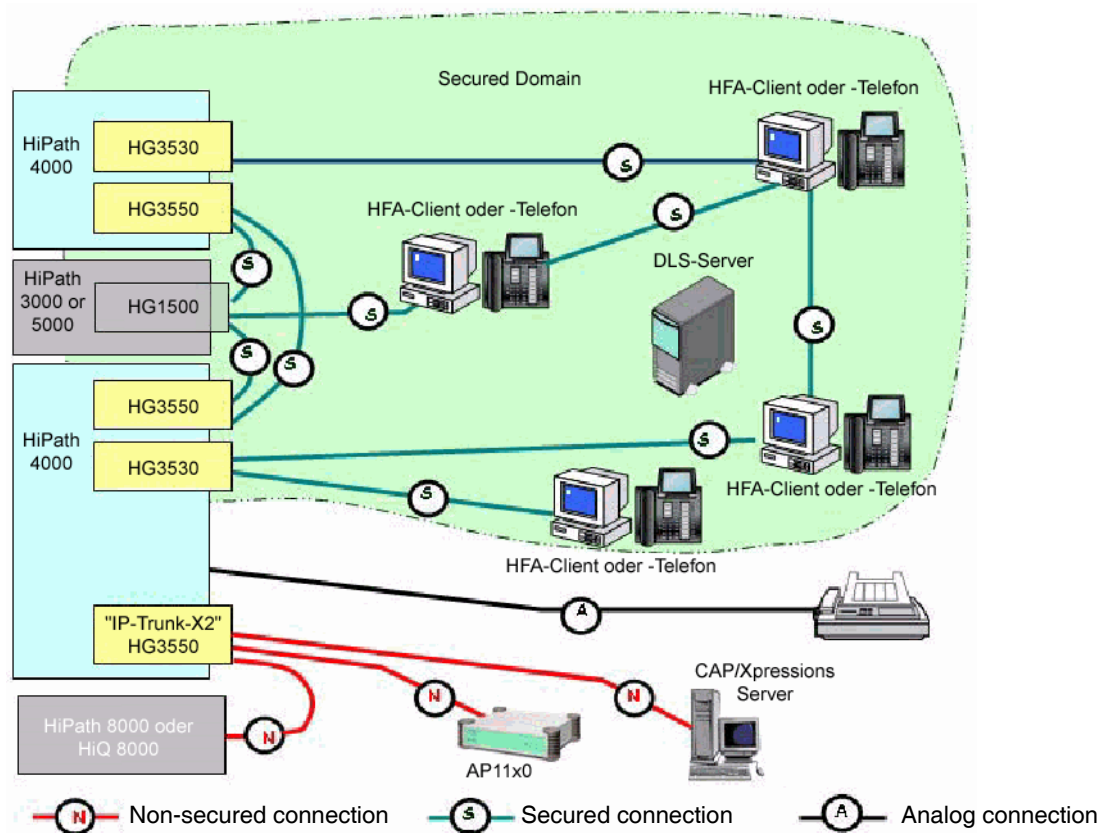 Secured Domain
HFA-Client oder -Telefon
HiPath
4000
HG3530
S
HG3550
HFA-Client oder -Telefon
S
S
DLS-Server
HiPath
3000 or
5000
HG1500
S
S
S
S
HG3550
HiPath
4000
HG3530
S
S
HFA-Client oder -Telefon
HFA-Client oder -Telefon
A
"IP-Trunk-X2"
HG3550
CAP/Xpressions
Server
N
N
HiPath 8000 oder
HiQ 8000
N
AP11x0
N Non-secured connection
S Secured connection
A Analog connection